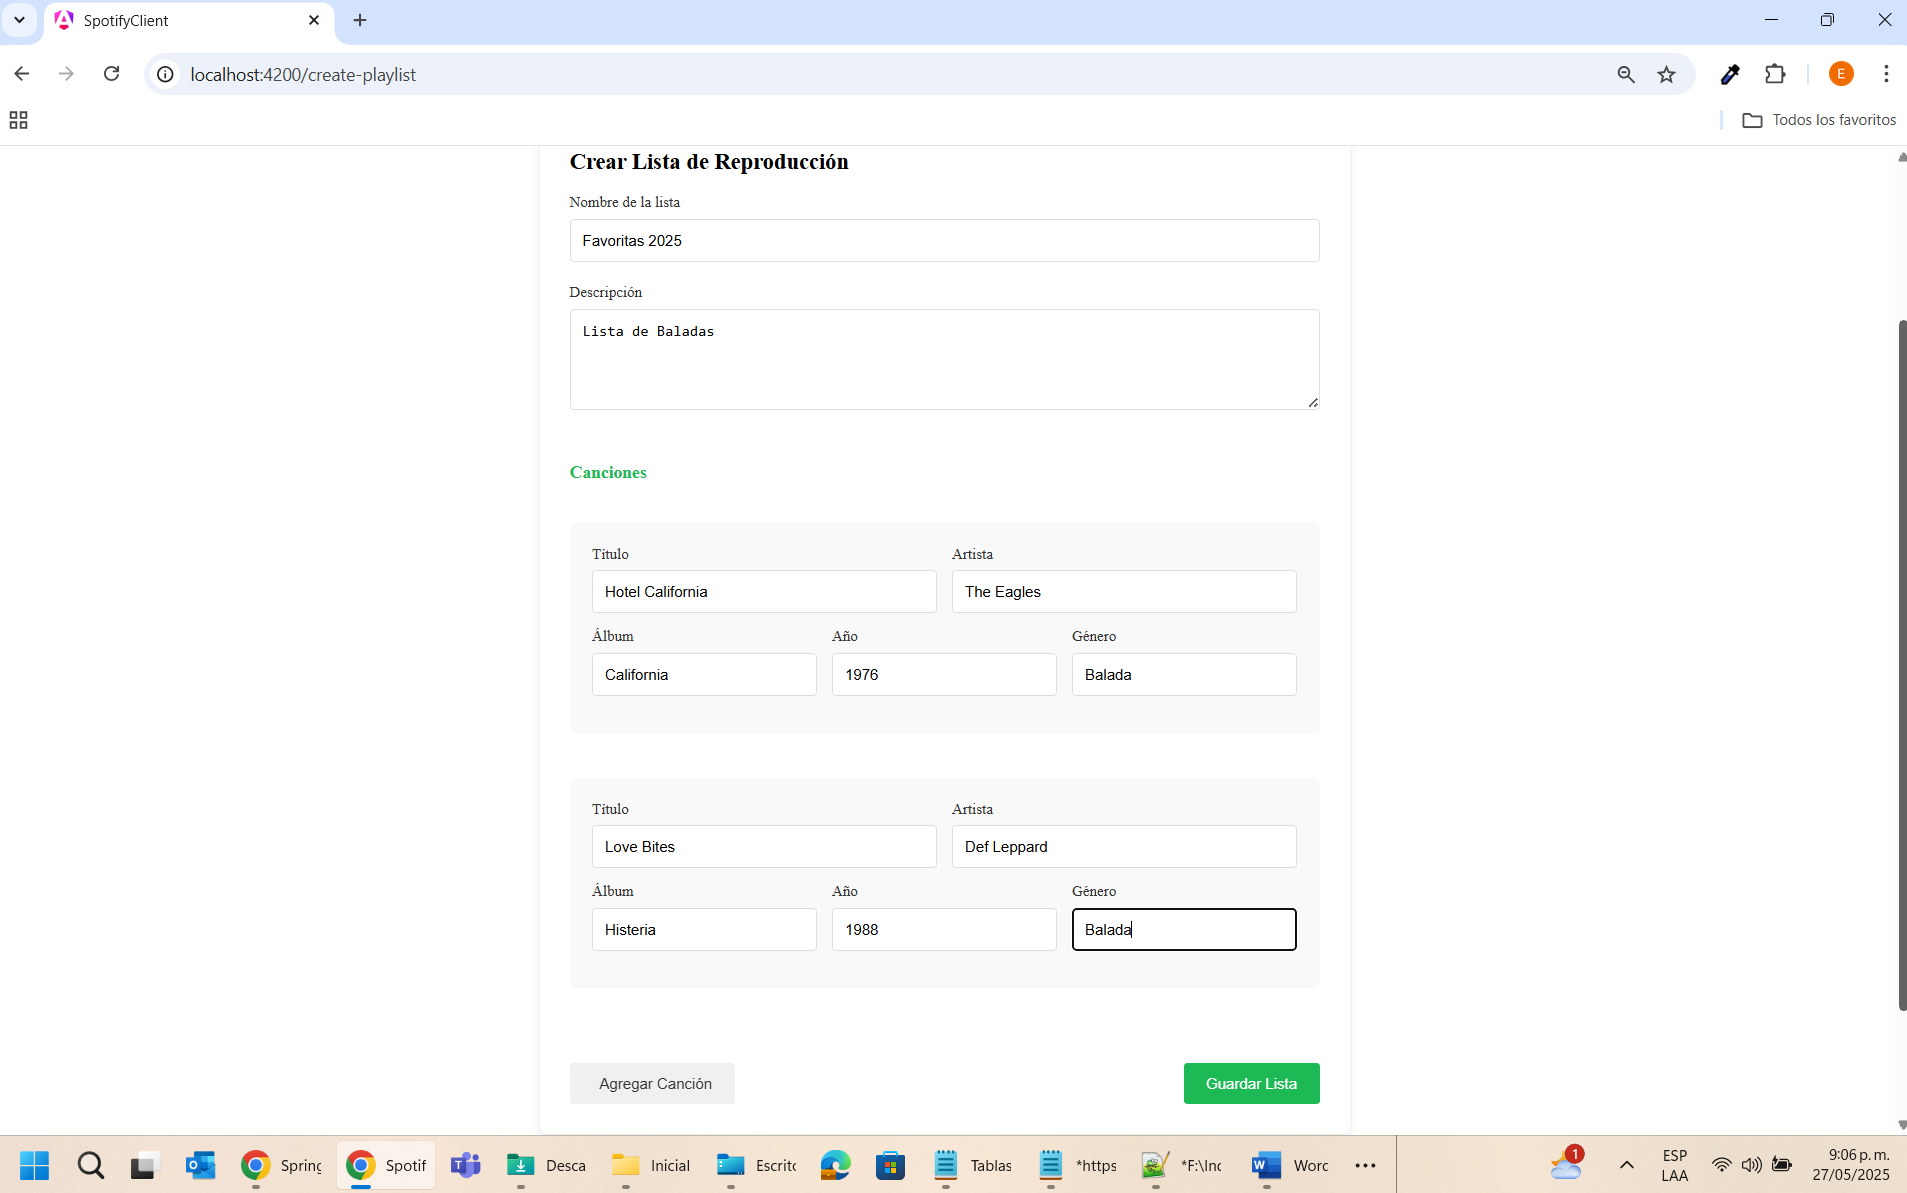 SpotifyClient
localhost:4200/create-playlist
E
Todos los favoritos
Crear Lista de Reproducción
Nombre de la lista
Favoritas 2025
Descripción
Lista de Baladas
Canciones
Título Artista
Hotel California The Eagles
Álbum Año Género
California 1976 Balada
Título Artista
Love Bites Def Leppard
Álbum Año Género
Histeria 1988 Balada
Agregar Canción Guardar Lista
Spring Spotif Desca Inicial Escrito Tablas *https *F:\Inc Word 1 ESP 9:06 p. m.
LAA 27/05/2025